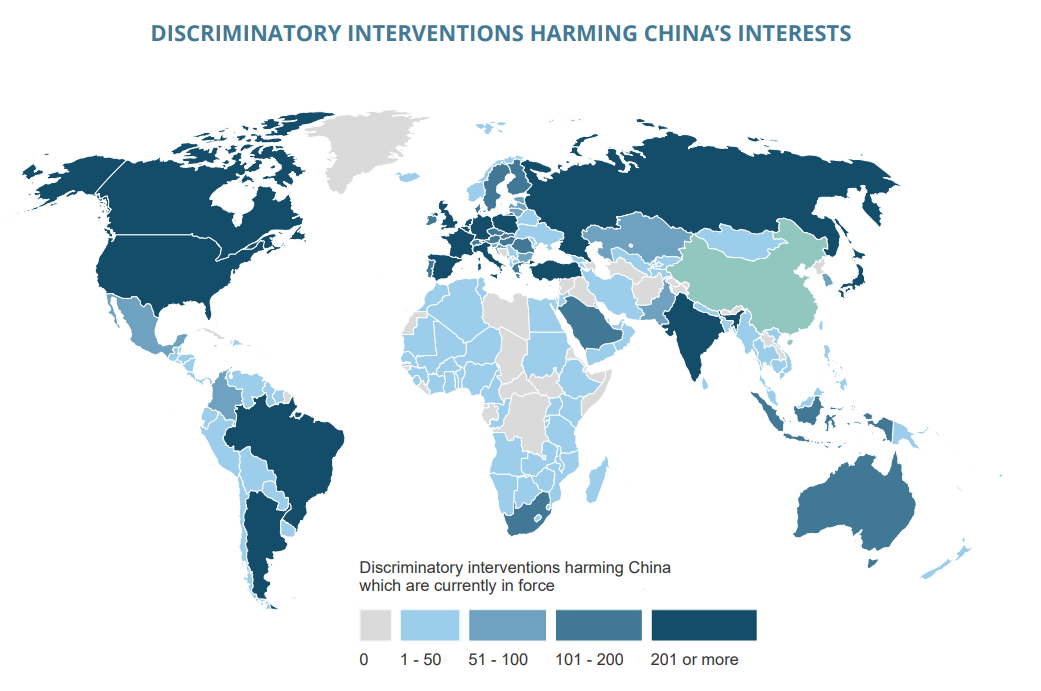 DISCRIMINATORY INTERVENTIONS HARMING CHINA’S INTERESTS
Discriminatory interventions harming China
which are currently in force
0 1 - 50 51 - 100 101 - 200 201 or more